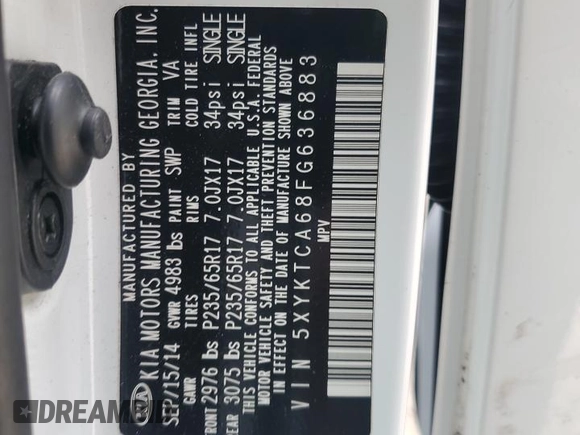 MANUFACTURED BY
KIA MOTORS MANUFACTURING GEORGIA, INC.
KIA
SEP/15/14 GVWR 4983 lbs PAINT SWP TRIM VA
GAWR TIRES RIMS COLD TIRE INFL
FRONT 2976 lbs P235/65R17 7.0JX17 34psi SINGLE
REAR 3075 lbs P235/65R17 7.0JX17 34psi SINGLE
THIS VEHICLE CONFORMS TO ALL APPLICABLE U.S.A. FEDERAL
MOTOR VEHICLE SAFETY AND THEFT PREVENTION STANDARDS
IN EFFECT ON THE DATE OF MANUFACTURE SHOWN ABOVE
VIN 5XYKTCA68FG636883
MPV